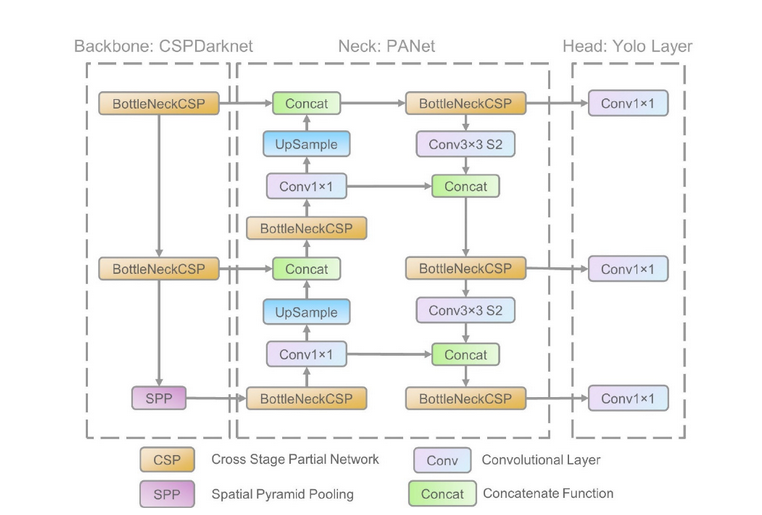 Backbone: CSPDarknet Neck: PANet Head: Yolo Layer
BottleNeckCSP Concat BottleNeckCSP Conv1×1
UpSample Conv3×3 S2
Conv1×1 Concat
BottleNeckCSP
BottleNeckCSP Concat BottleNeckCSP Conv1×1
UpSample Conv3×3 S2
Conv1×1 Concat
SPP BottleNeckCSP BottleNeckCSP Conv1×1
CSP Cross Stage Partial Network Conv Convolutional Layer
SPP Spatial Pyramid Pooling Concat Concatenate Function